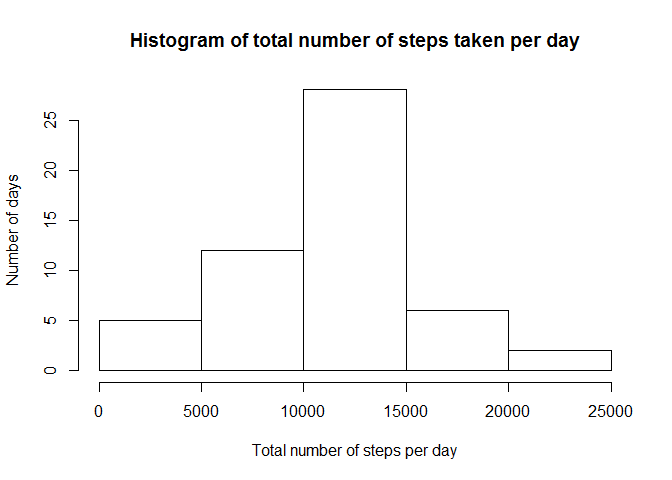 Histogram of total number of steps taken per day
Number of days
25
20
15
10
5
0
0 5000 10000 15000 20000 25000
Total number of steps per day